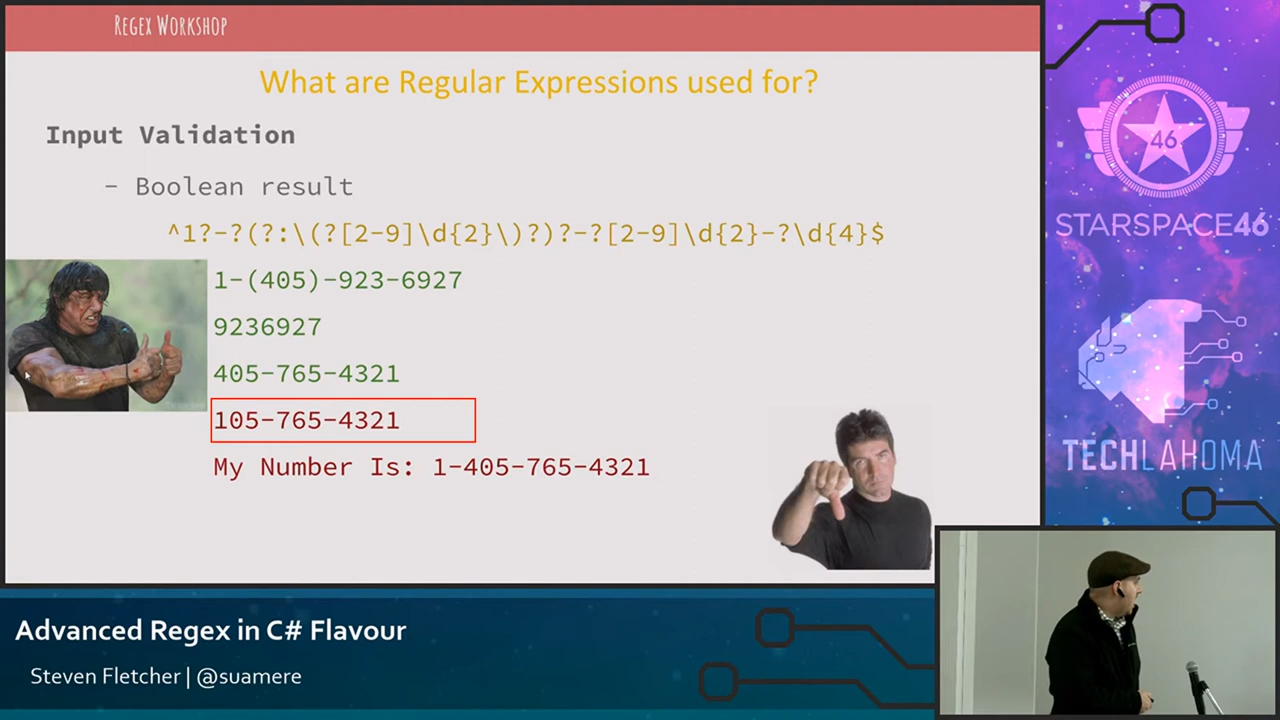 REGEX WORKSHOP
What are Regular Expressions used for?
Input Validation
- Boolean result
^1?-?(?:\(?[2-9]\d{2}\)?)?-?[2-9]\d{2}-?\d{4}$
1-(405)-923-6927
9236927
405-765-4321
105-765-4321
My Number Is: 1-405-765-4321
46
STARSPACE46
TECHLAHOMA
Advanced Regex in C# Flavour
Steven Fletcher | @suamere